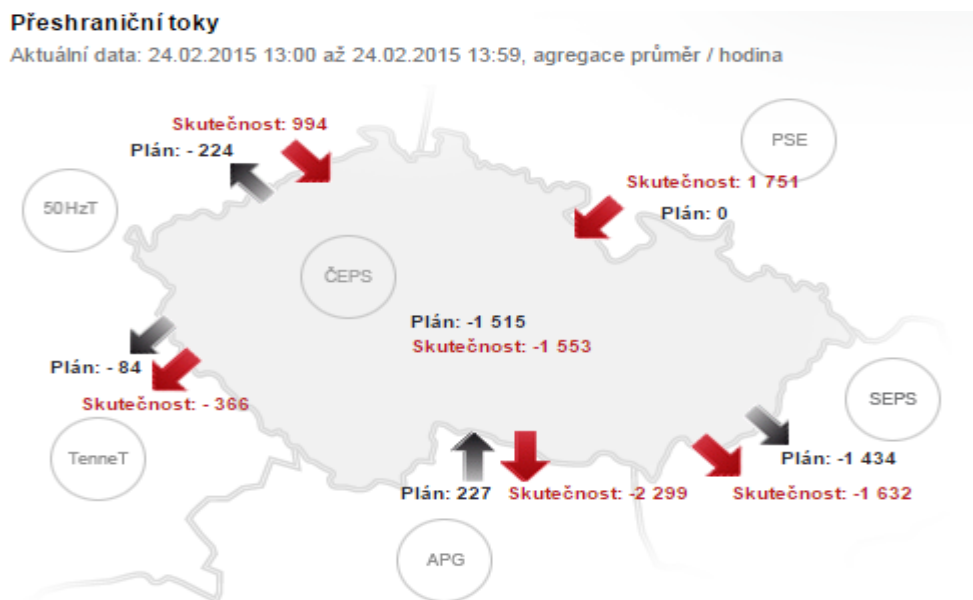 Přeshraniční toky
Aktuální data: 24.02.2015 13:00 až 24.02.2015 13:59, agregace průměr / hodina
Skutečnost: 994
Plán: - 224
PSE
Skutečnost: 1 751
Plán: 0
50HzT
ČEPS
Plán: -1 515
Skutečnost: -1 553
Plán: - 84
Skutečnost: - 366
SEPS
TenneT
Plán: -1 434
Plán: 227
Skutečnost: -2 299
Skutečnost: -1 632
APG